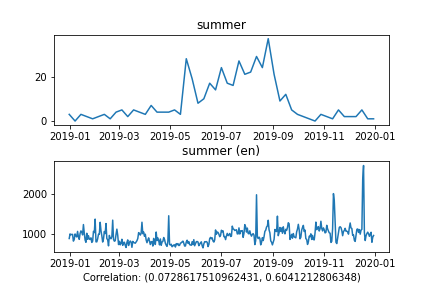 summer
20
0
2019-01 2019-03 2019-05 2019-07 2019-09 2019-11 2020-01
summer (en)
2000
1000
2019-01 2019-03 2019-05 2019-07 2019-09 2019-11 2020-01
Correlation: (0.0728617510962431, 0.6041212806348)